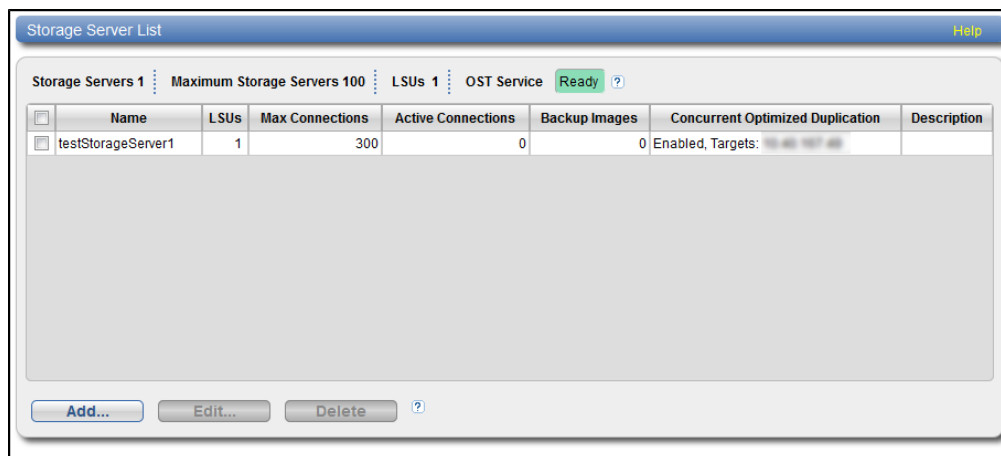 Storage Server List
Help
Storage Servers 1 Maximum Storage Servers 100 LSUs 1 OST Service Ready ?
Name LSUs Max Connections Active Connections Backup Images Concurrent Optimized Duplication Description
testStorageServer1 1 300 0 0 Enabled, Targets:
Add... Edit... Delete ?